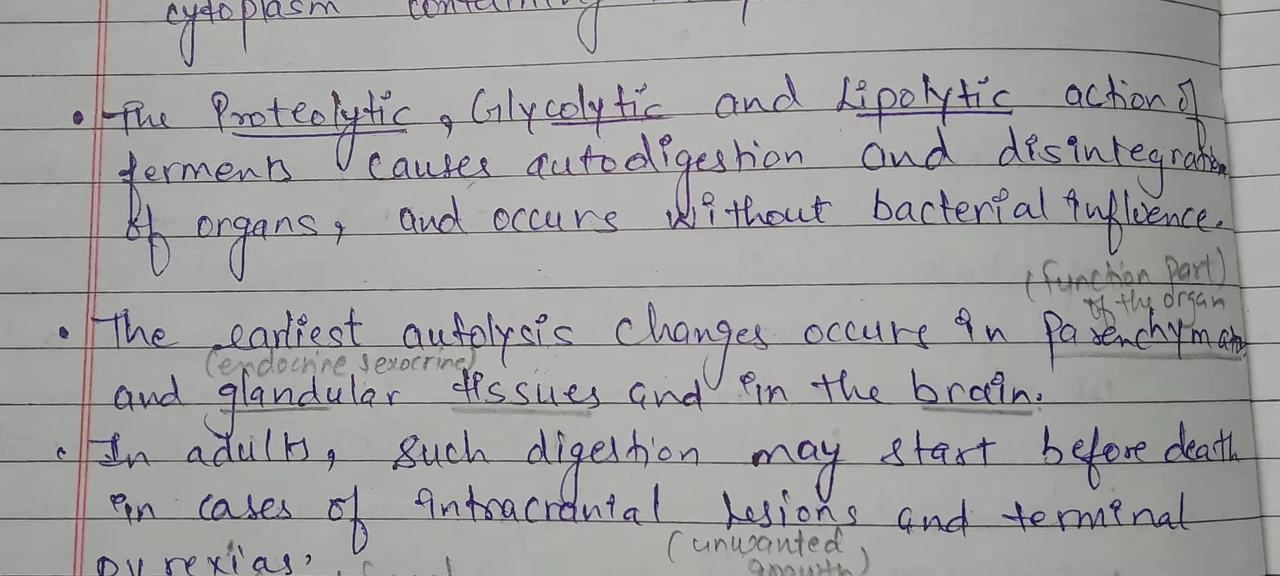 cytoplasm containing
• The Proteolytic, Glycolytic and Lipolytic action of
ferments causes autodigestion and disintegration
of organs, and occurs without bacterial influence.
(function part)
of the organ
• The earliest autolysis changes occurs in Parenchymatous
(endocrine & exocrine)
and glandular tissues and in the brain.
• In adults, such digestion may start before death
in cases of intracranial lesions and terminal
(unwanted
pyrexias.
growth)